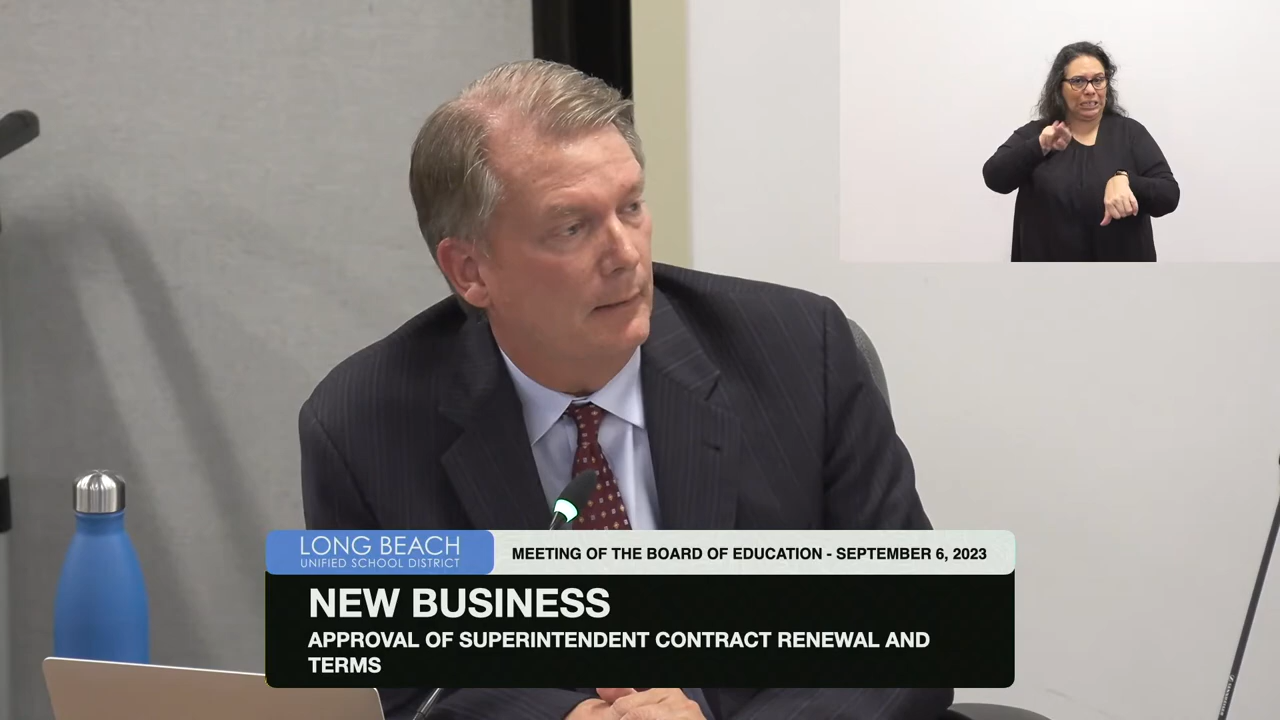 LONG BEACH
UNIFIED SCHOOL DISTRICT
MEETING OF THE BOARD OF EDUCATION - SEPTEMBER 6, 2023
NEW BUSINESS
APPROVAL OF SUPERINTENDENT CONTRACT RENEWAL AND
TERMS